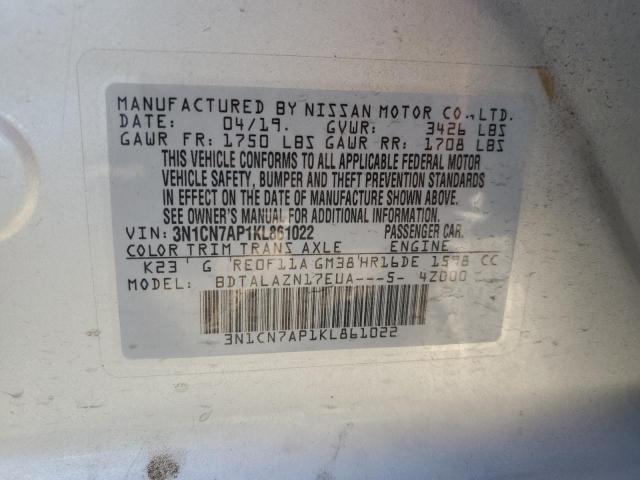 MANUFACTURED BY NISSAN MOTOR CO., LTD.
DATE: 04/19. GVWR: 3426 LBS
GAWR FR: 1750 LBS GAWR RR: 1708 LBS
THIS VEHICLE CONFORMS TO ALL APPLICABLE FEDERAL MOTOR
VEHICLE SAFETY, BUMPER AND THEFT PREVENTION STANDARDS
IN EFFECT ON THE DATE OF MANUFACTURE SHOWN ABOVE.
SEE OWNER'S MANUAL FOR ADDITIONAL INFORMATION.
VIN: 3N1CN7AP1KL861022 PASSENGER CAR.
COLOR TRIM TRANS AXLE ENGINE
K23 G RE0F11A GM38 HR16DE 1598 CC
MODEL: BDTALAZN17EUA---S- 4Z000
3N1CN7AP1KL861022